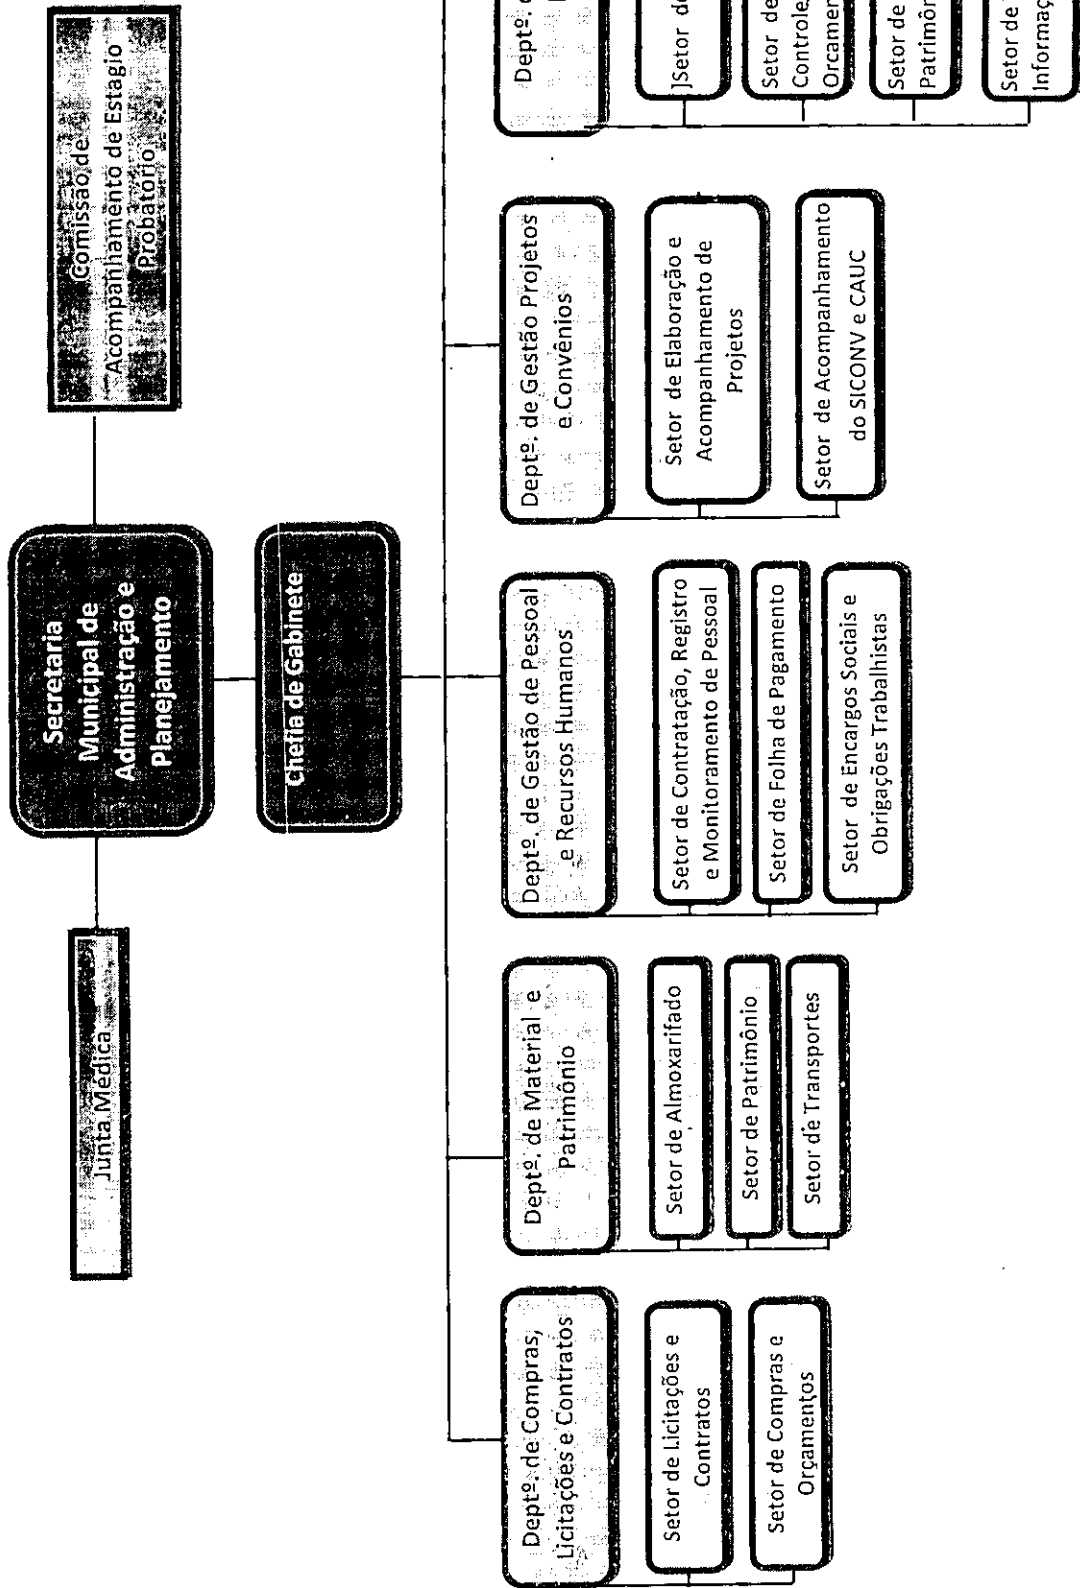 Secretaria
Municipal de
Administração e
Planejamento
Junta Médica
Comissão de
Acompanhamento de Estagio
Probatório
Chefia de Gabinete
Deptº. de Compras,
Licitações e Contratos
Setor de Licitações e
Contratos
Setor de Compras e
Orçamentos
Deptº. de Material e
Patrimônio
Setor de Almoxarifado
Setor de Patrimônio
Setor de Transportes
Deptº. de Gestão de Pessoal
e Recursos Humanos
Setor de Contratação, Registro
e Monitoramento de Pessoal
Setor de Folha de Pagamento
Setor de Encargos Sociais e
Obrigações Trabalhistas
Deptº. de Gestão Projetos
e Convênios
Setor de Elaboração e
Acompanhamento de
Projetos
Setor de Acompanhamento
do SICONV e CAUC
Deptº.
]Setor
Setor de
Controle,
Orcamen
Setor de
Patrimôn
Setor de
Informaç